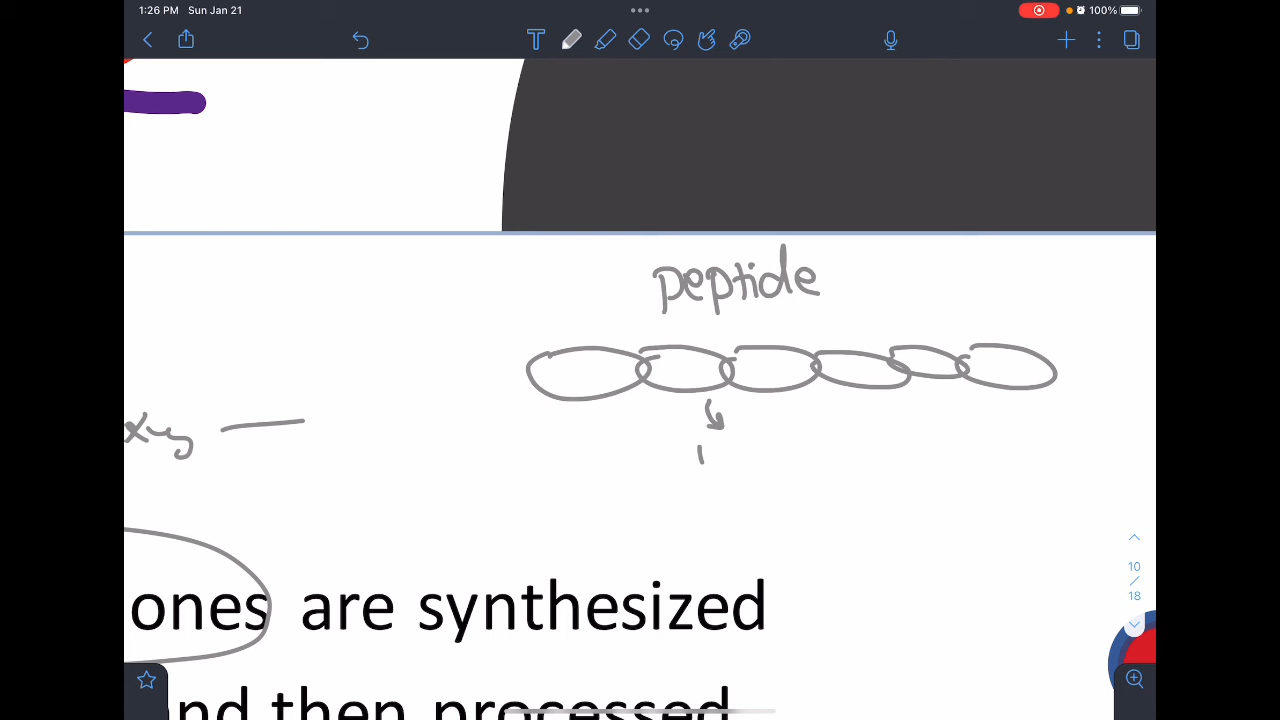 1:26 PM Sun Jan 21
100%
T
peptide
xy
10
/
18
ones are synthesized
nd then processed